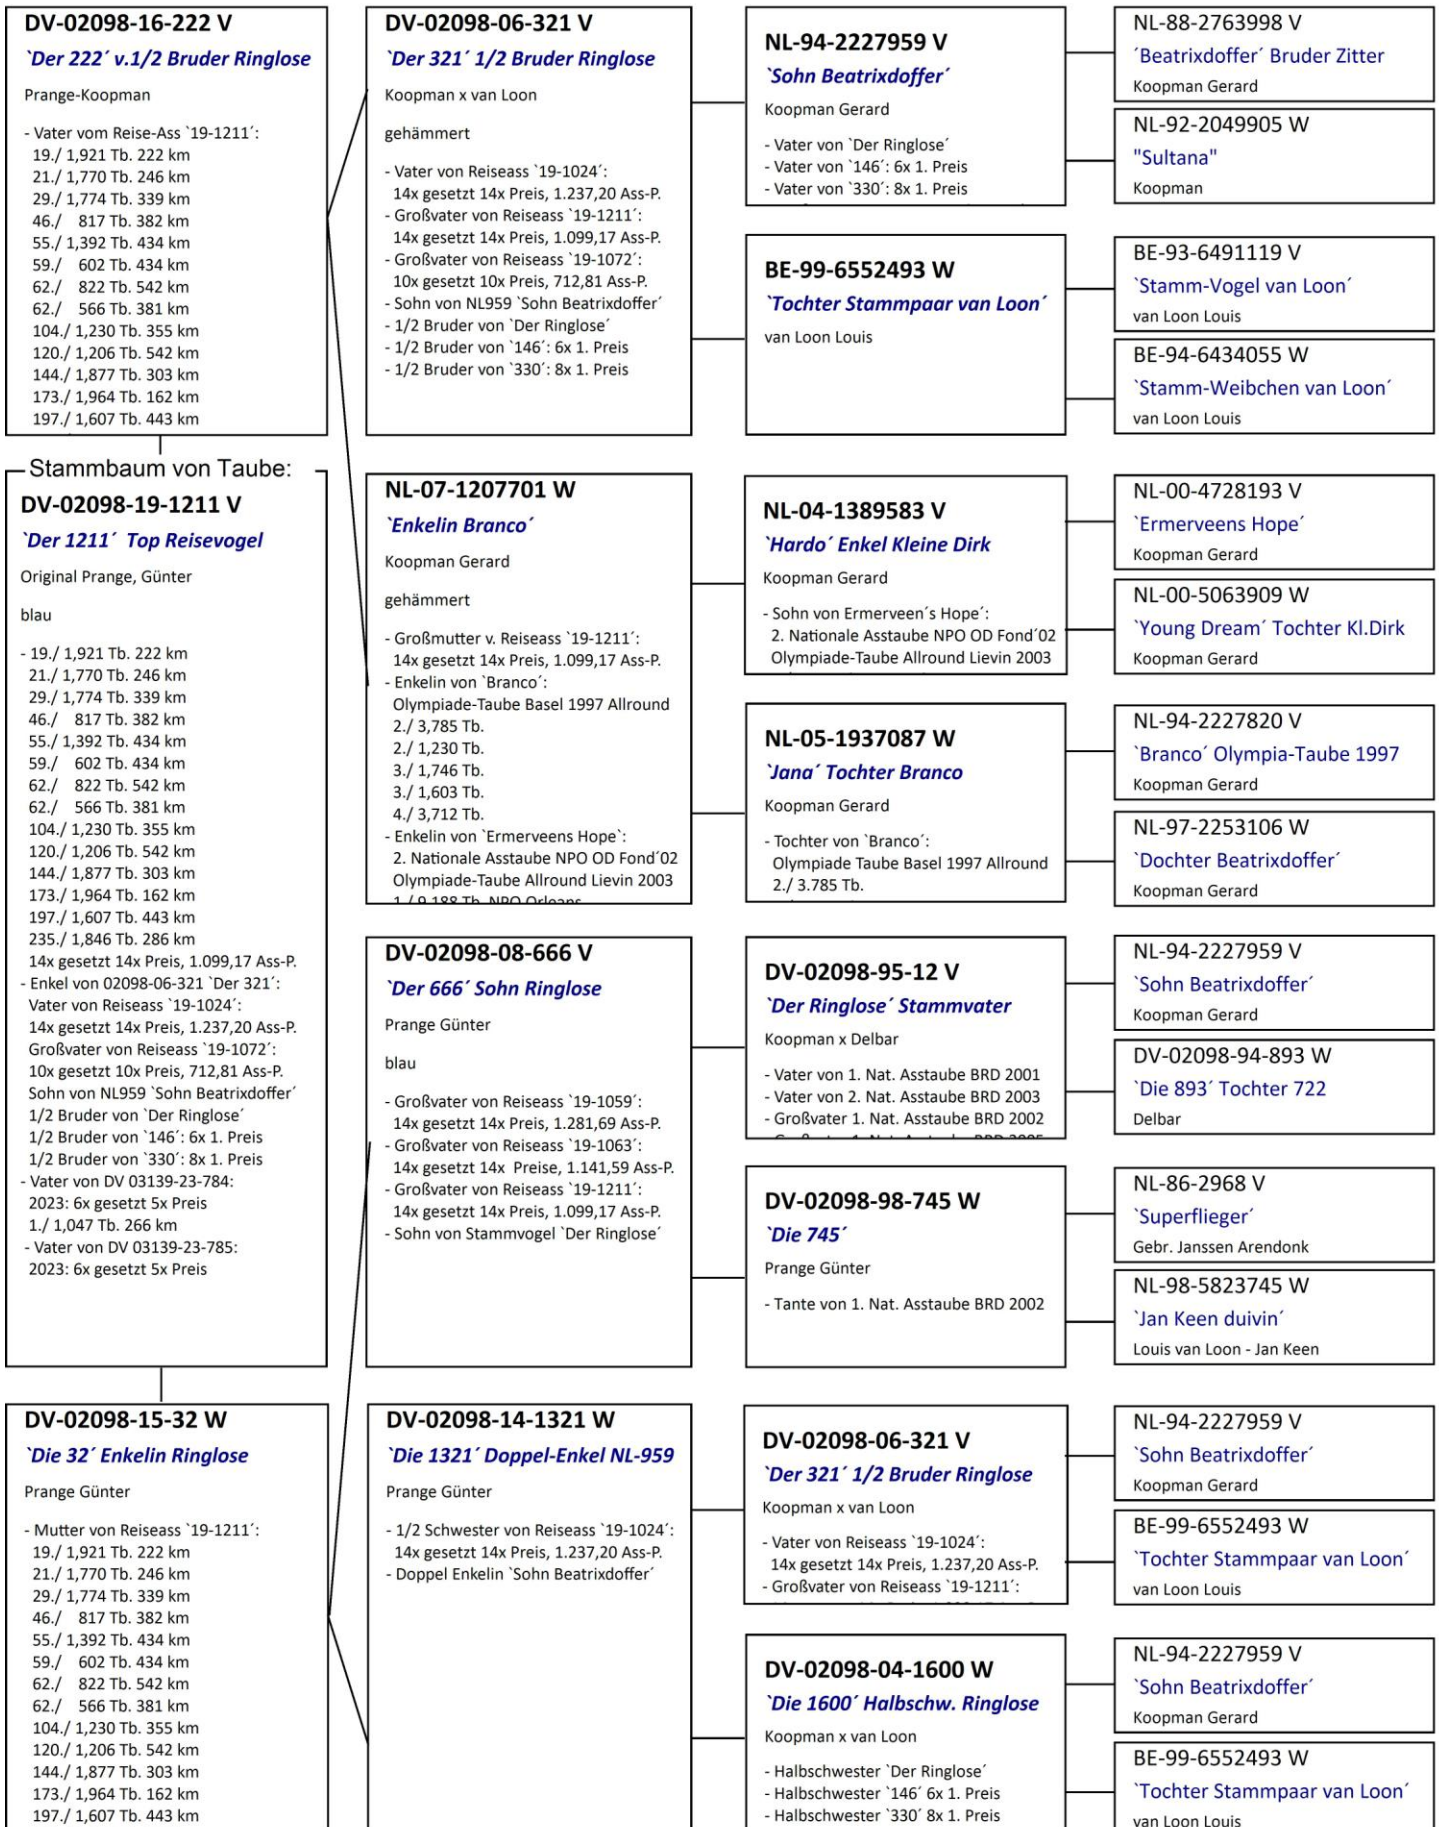 DV-02098-16-222 V
`Der 222´ v.1/2 Bruder Ringlose
Prange-Koopman
- Vater vom Reise-Ass `19-1211´:
19./ 1,921 Tb. 222 km
21./ 1,770 Tb. 246 km
29./ 1,774 Tb. 339 km
46./ 817 Tb. 382 km
55./ 1,392 Tb. 434 km
59./ 602 Tb. 434 km
62./ 822 Tb. 542 km
62./ 566 Tb. 381 km
104./ 1,230 Tb. 355 km
120./ 1,206 Tb. 542 km
144./ 1,877 Tb. 303 km
173./ 1,964 Tb. 162 km
197./ 1,607 Tb. 443 km
Stammbaum von Taube:
DV-02098-19-1211 V
`Der 1211´ Top Reisevogel
Original Prange, Günter
blau
- 19./ 1,921 Tb. 222 km
21./ 1,770 Tb. 246 km
29./ 1,774 Tb. 339 km
46./ 817 Tb. 382 km
55./ 1,392 Tb. 434 km
59./ 602 Tb. 434 km
62./ 822 Tb. 542 km
62./ 566 Tb. 381 km
104./ 1,230 Tb. 355 km
120./ 1,206 Tb. 542 km
144./ 1,877 Tb. 303 km
173./ 1,964 Tb. 162 km
197./ 1,607 Tb. 443 km
235./ 1,846 Tb. 286 km
14x gesetzt 14x Preis, 1.099,17 Ass-P.
- Enkel von 02098-06-321 `Der 321´:
Vater von Reiseass `19-1024´:
14x gesetzt 14x Preis, 1.237,20 Ass-P.
Großvater von Reiseass `19-1072´:
10x gesetzt 10x Preis, 712,81 Ass-P.
Sohn von NL959 `Sohn Beatrixdoffer´
1/2 Bruder von `Der Ringlose´
1/2 Bruder von `146´: 6x 1. Preis
1/2 Bruder von `330´: 8x 1. Preis
- Vater von DV 03139-23-784:
2023: 6x gesetzt 5x Preis
1./ 1,047 Tb. 266 km
- Vater von DV 03139-23-785:
2023: 6x gesetzt 5x Preis
DV-02098-15-32 W
`Die 32´ Enkelin Ringlose
Prange Günter
- Mutter von Reiseass `19-1211´:
19./ 1,921 Tb. 222 km
21./ 1,770 Tb. 246 km
29./ 1,774 Tb. 339 km
46./ 817 Tb. 382 km
55./ 1,392 Tb. 434 km
59./ 602 Tb. 434 km
62./ 822 Tb. 542 km
62./ 566 Tb. 381 km
104./ 1,230 Tb. 355 km
120./ 1,206 Tb. 542 km
144./ 1,877 Tb. 303 km
173./ 1,964 Tb. 162 km
197./ 1,607 Tb. 443 km
DV-02098-06-321 V
`Der 321´ 1/2 Bruder Ringlose
Koopman x van Loon
gehämmert
- Vater von Reiseass `19-1024´:
14x gesetzt 14x Preis, 1.237,20 Ass-P.
- Großvater von Reiseass `19-1211´:
14x gesetzt 14x Preis, 1.099,17 Ass-P.
- Großvater von Reiseass `19-1072´:
10x gesetzt 10x Preis, 712,81 Ass-P.
- Sohn von NL959 `Sohn Beatrixdoffer´
- 1/2 Bruder von `Der Ringlose´
- 1/2 Bruder von `146´: 6x 1. Preis
- 1/2 Bruder von `330´: 8x 1. Preis
NL-07-1207701 W
`Enkelin Branco´
Koopman Gerard
gehämmert
- Großmutter v. Reiseass `19-1211´:
14x gesetzt 14x Preis, 1.099,17 Ass-P.
- Enkelin von `Branco´:
Olympiade-Taube Basel 1997 Allround
2./ 3,785 Tb.
2./ 1,230 Tb.
3./ 1,746 Tb.
3./ 1,603 Tb.
4./ 3,712 Tb.
- Enkelin von `Ermerveens Hope`:
2. Nationale Asstaube NPO OD Fond´02
Olympiade-Taube Allround Lievin 2003
1./ 9,188 Tb. NPO Orleans
DV-02098-08-666 V
`Der 666´ Sohn Ringlose
Prange Günter
blau
- Großvater von Reiseass `19-1059´:
14x gesetzt 14x Preis, 1.281,69 Ass-P.
- Großvater von Reiseass `19-1063´:
14x gesetzt 14x Preise, 1.141,59 Ass-P.
- Großvater von Reiseass `19-1211´:
14x gesetzt 14x Preis, 1.099,17 Ass-P.
- Sohn von Stammvogel `Der Ringlose´
DV-02098-14-1321 W
`Die 1321´ Doppel-Enkel NL-959
Prange Günter
- 1/2 Schwester von Reiseass `19-1024´:
14x gesetzt 14x Preis, 1.237,20 Ass-P.
- Doppel Enkelin `Sohn Beatrixdoffer´
NL-94-2227959 V
`Sohn Beatrixdoffer´
Koopman Gerard
- Vater von `Der Ringlose´
- Vater von `146´: 6x 1. Preis
- Vater von `330´: 8x 1. Preis
BE-99-6552493 W
`Tochter Stammpaar van Loon´
van Loon Louis
NL-04-1389583 V
`Hardo´ Enkel Kleine Dirk
Koopman Gerard
- Sohn von Ermerveen´s Hope´:
2. Nationale Asstaube NPO OD Fond´02
Olympiade-Taube Allround Lievin 2003
NL-05-1937087 W
`Jana´ Tochter Branco
Koopman Gerard
- Tochter von `Branco´:
Olympiade Taube Basel 1997 Allround
2./ 3.785 Tb.
DV-02098-95-12 V
`Der Ringlose´ Stammvater
Koopman x Delbar
- Vater von 1. Nat. Asstaube BRD 2001
- Vater von 2. Nat. Asstaube BRD 2003
- Großvater 1. Nat. Asstaube BRD 2002
DV-02098-98-745 W
`Die 745´
Prange Günter
- Tante von 1. Nat. Asstaube BRD 2002
DV-02098-06-321 V
`Der 321´ 1/2 Bruder Ringlose
Koopman x van Loon
- Vater von Reiseass `19-1024´:
14x gesetzt 14x Preis, 1.237,20 Ass-P.
- Großvater von Reiseass `19-1211´:
DV-02098-04-1600 W
`Die 1600´ Halbschw. Ringlose
Koopman x van Loon
- Halbschwester `Der Ringlose´
- Halbschwester `146´ 6x 1. Preis
- Halbschwester `330´ 8x 1. Preis
NL-88-2763998 V
´Beatrixdoffer´ Bruder Zitter
Koopman Gerard
NL-92-2049905 W
"Sultana"
Koopman
BE-93-6491119 V
`Stamm-Vogel van Loon´
van Loon Louis
BE-94-6434055 W
`Stamm-Weibchen van Loon´
van Loon Louis
NL-00-4728193 V
`Ermerveens Hope´
Koopman Gerard
NL-00-5063909 W
`Young Dream´ Tochter Kl.Dirk
Koopman Gerard
NL-94-2227820 V
`Branco´ Olympia-Taube 1997
Koopman Gerard
NL-97-2253106 W
`Dochter Beatrixdoffer´
Koopman Gerard
NL-94-2227959 V
`Sohn Beatrixdoffer´
Koopman Gerard
DV-02098-94-893 W
`Die 893´ Tochter 722
Delbar
NL-86-2968 V
`Superflieger´
Gebr. Janssen Arendonk
NL-98-5823745 W
`Jan Keen duivin´
Louis van Loon - Jan Keen
NL-94-2227959 V
`Sohn Beatrixdoffer´
Koopman Gerard
BE-99-6552493 W
`Tochter Stammpaar van Loon´
van Loon Louis
NL-94-2227959 V
`Sohn Beatrixdoffer´
Koopman Gerard
BE-99-6552493 W
`Tochter Stammpaar van Loon´
van Loon Louis